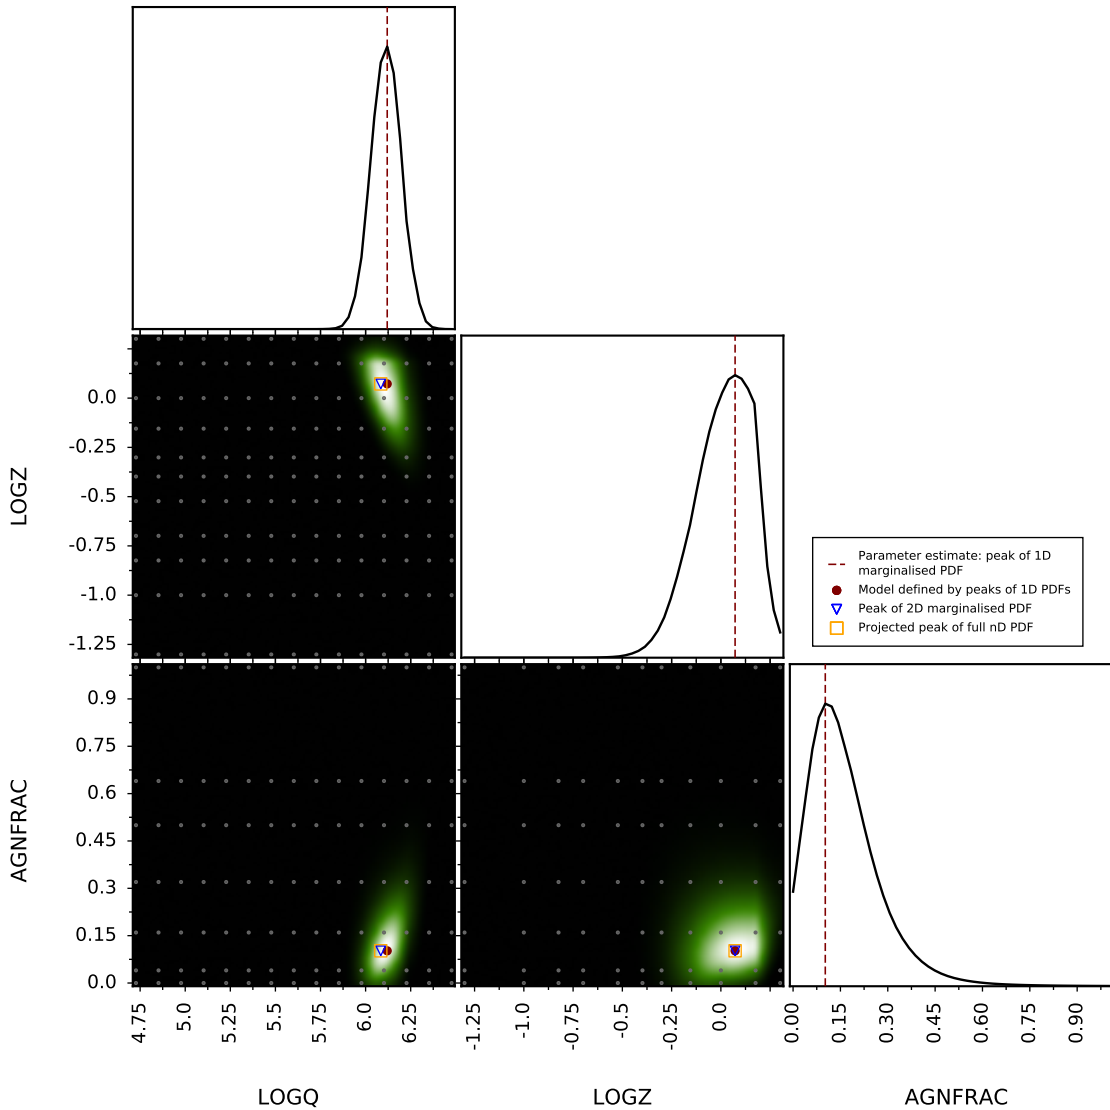 0.0
-0.25
-0.5
-0.75
-1.0
-1.25
LOGZ
Parameter estimate: peak of 1D
marginalised PDF
Model defined by peaks of 1D PDFs
Peak of 2D marginalised PDF
Projected peak of full nD PDF
0.9
0.75
0.6
0.45
0.3
0.15
0.0
AGNFRAC
4.75 5.0 5.25 5.5 5.75 6.0 6.25
-1.25 -1.0 -0.75 -0.5 -0.25 0.0
0.00 0.15 0.30 0.45 0.60 0.75 0.90
LOGQ LOGZ AGNFRAC